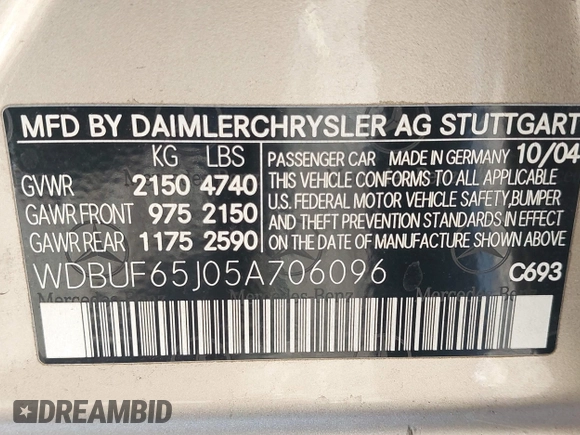 MFD BY DAIMLERCHRYSLER AG STUTTGART
KG LBS
GVWR 2150 4740
GAWR FRONT 975 2150
GAWR REAR 1175 2590
PASSENGER CAR MADE IN GERMANY 10/04
THIS VEHICLE CONFORMS TO ALL APPLICABLE
U.S. FEDERAL MOTOR VEHICLE SAFETY, BUMPER
AND THEFT PREVENTION STANDARDS IN EFFECT
ON THE DATE OF MANUFACTURE SHOWN ABOVE
WDBUF65J05A706096 C693
Mercedes-Benz
DREAMBID